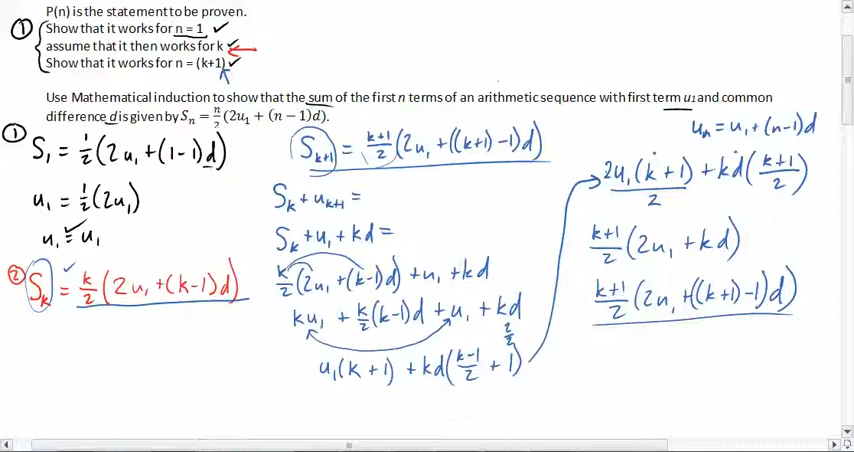 P(n) is the statement to be proven.
① Show that it works for n = 1 ✓
assume that it then works for k ✓
Show that it works for n = (k+1) ✓
Use Mathematical induction to show that the sum of the first n terms of an arithmetic sequence with first term u₁ and common
difference d is given by Sₙ = n/2 (2u₁ + (n − 1)d).
uₙ = u₁ + (n-1)d
①
S₁ = 1/2 (2u₁ + (1-1)d)
u₁ = 1/2 (2u₁)
u₁ = u₁ ✓
② Sₖ = k/2 (2u₁ + (k-1)d) ✓
Sₖ₊₁ = k+1/2 (2u₁ + ((k+1)-1)d)
Sₖ + uₖ₊₁ =
Sₖ + u₁ + kd =
k/2 (2u₁ + (k-1)d) + u₁ + kd
ku₁ + k/2 (k-1)d + u₁ + kd
2/2
u₁(k+1) + kd(k-1/2 + 1)
2u₁(k+1)/2 + kd(k+1/2)
k+1/2 (2u₁ + kd)
k+1/2 (2u₁ + ((k+1)-1)d)